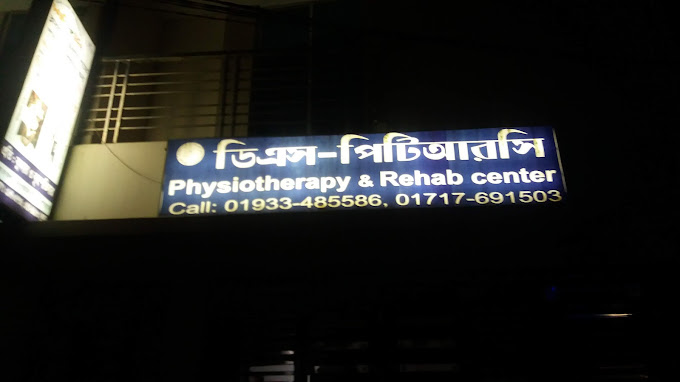 ডিএস-পিটিআরসি
Physiotherapy & Rehab center
Call: 01933-485586, 01717-691503